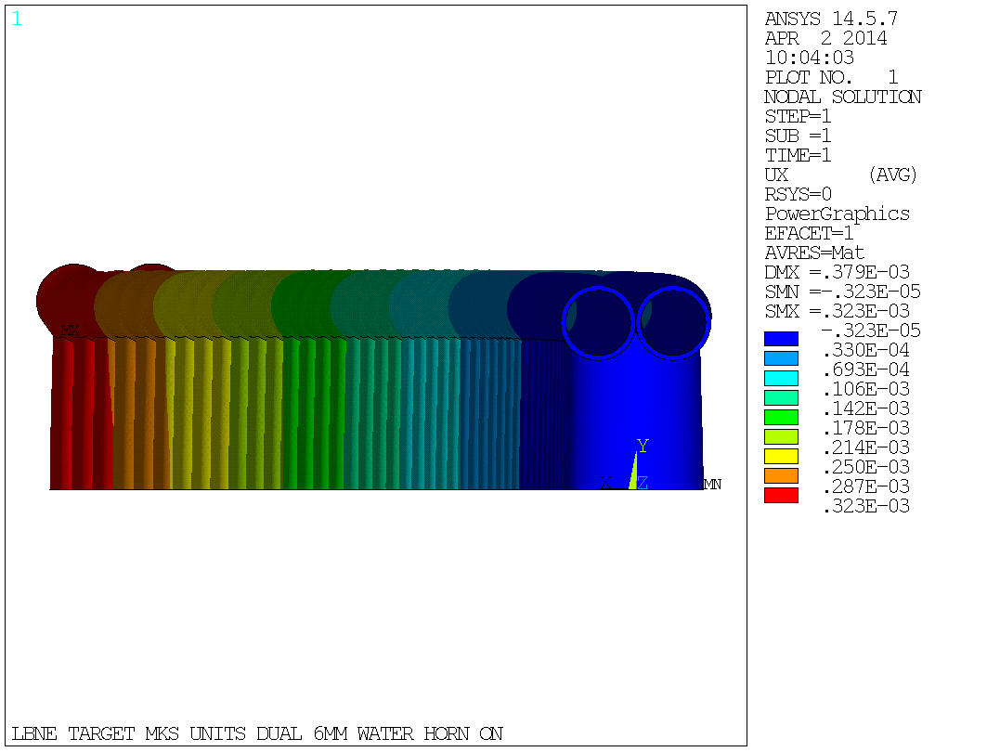 1
ANSYS 14.5.7
APR  2 2014
10:04:03
PLOT NO.   1
NODAL SOLUTION
STEP=1
SUB =1
TIME=1
UX       (AVG)
RSYS=0
PowerGraphics
EFACET=1
AVRES=Mat
DMX =.379E-03
SMN =-.323E-05
SMX =.323E-03
-.323E-05
.330E-04
.693E-04
.106E-03
.142E-03
.178E-03
.214E-03
.250E-03
.287E-03
.323E-03
MX
Y
X
Z
MN
LBNE TARGET MKS UNITS DUAL 6MM WATER HORN ON